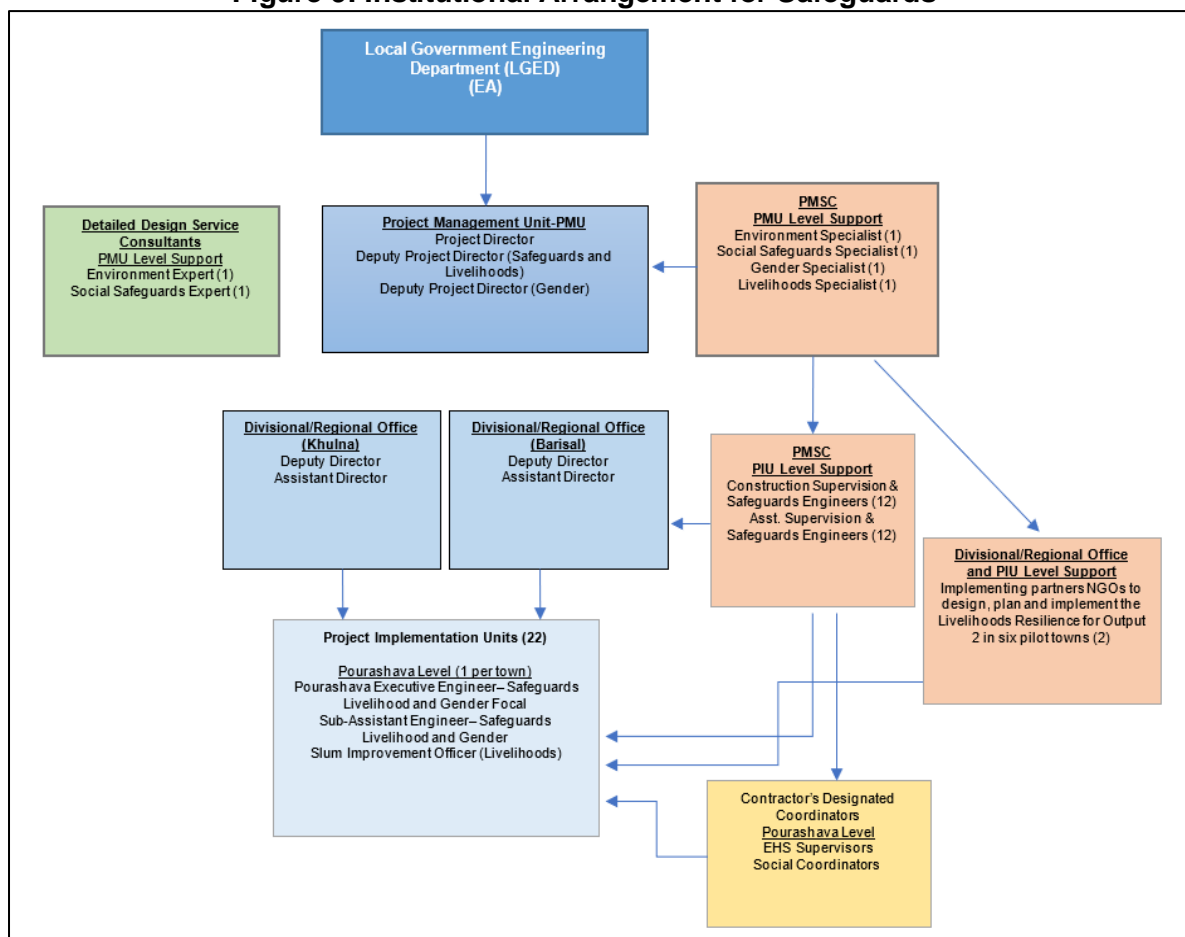 Figure 3: Institutional Arrangement for Safeguards
Local Government Engineering
Department (LGED)
(EA)
Detailed Design Service
Consultants
PMU Level Support
Environment Expert (1)
Social Safeguards Expert (1)
Project Management Unit-PMU
Project Director
Deputy Project Director (Safeguards and
Livelihoods)
Deputy Project Director (Gender)
PMSC
PMU Level Support
Environment Specialist (1)
Social Safeguards Specialist (1)
Gender Specialist (1)
Livelihoods Specialist (1)
Divisional/Regional Office
(Khulna)
Deputy Director
Assistant Director
Divisional/Regional Office
(Barisal)
Deputy Director
Assistant Director
PMSC
PIU Level Support
Construction Supervision &
Safeguards Engineers (12)
Asst. Supervision &
Safeguards Engineers (12)
Divisional/Regional Office
and PIU Level Support
Implementing partners NGOs to
design, plan and implement the
Livelihoods Resilience for Output
2 in six pilot towns (2)
Project Implementation Units (22)
Pourashava Level (1 per town)
Pourashava Executive Engineer– Safeguards
Livelihood and Gender Focal
Sub-Assistant Engineer– Safeguards
Livelihood and Gender
Slum Improvement Officer (Livelihoods)
Contractor's Designated
Coordinators
Pourashava Level
EHS Supervisors
Social Coordinators